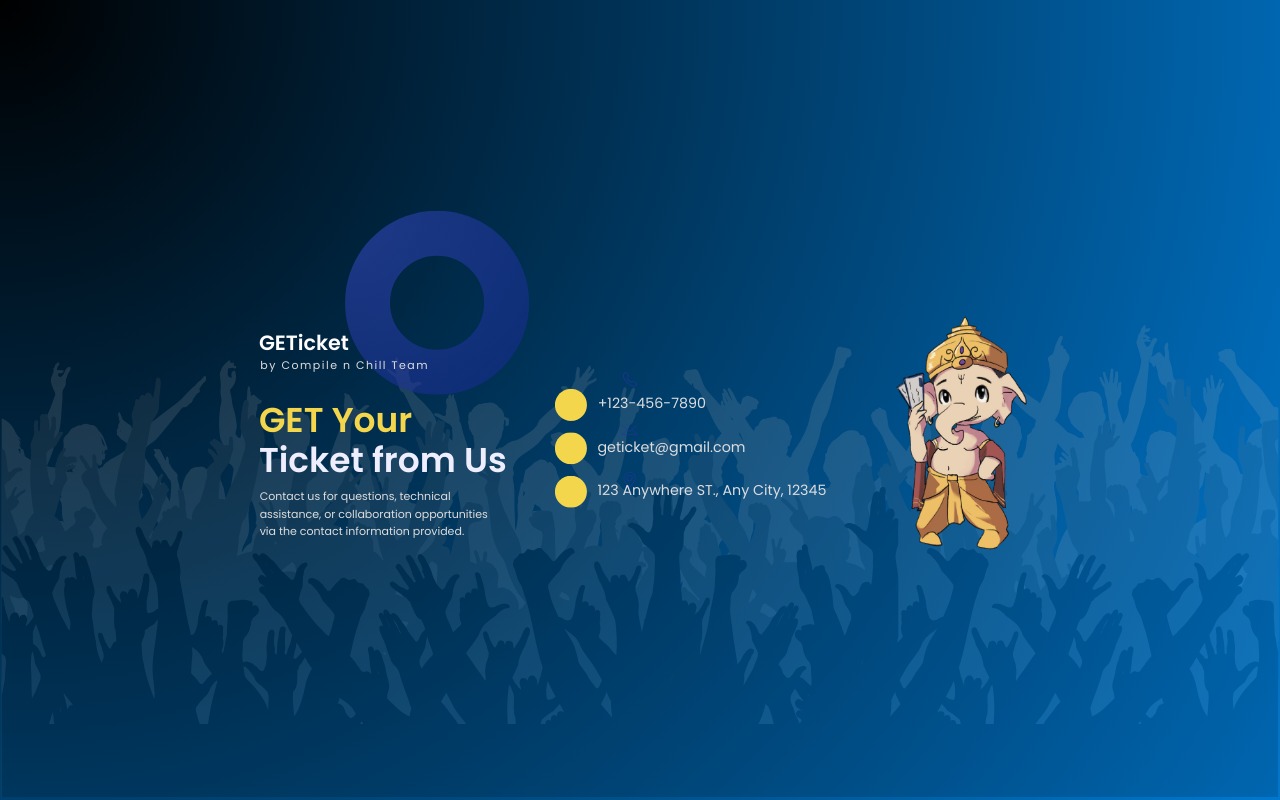 GETicket
by Compile n Chill Team
GET Your
Ticket from Us
Contact us for questions, technical
assistance, or collaboration opportunities
via the contact information provided.
+123-456-7890
geticket@gmail.com
123 Anywhere ST., Any City, 12345